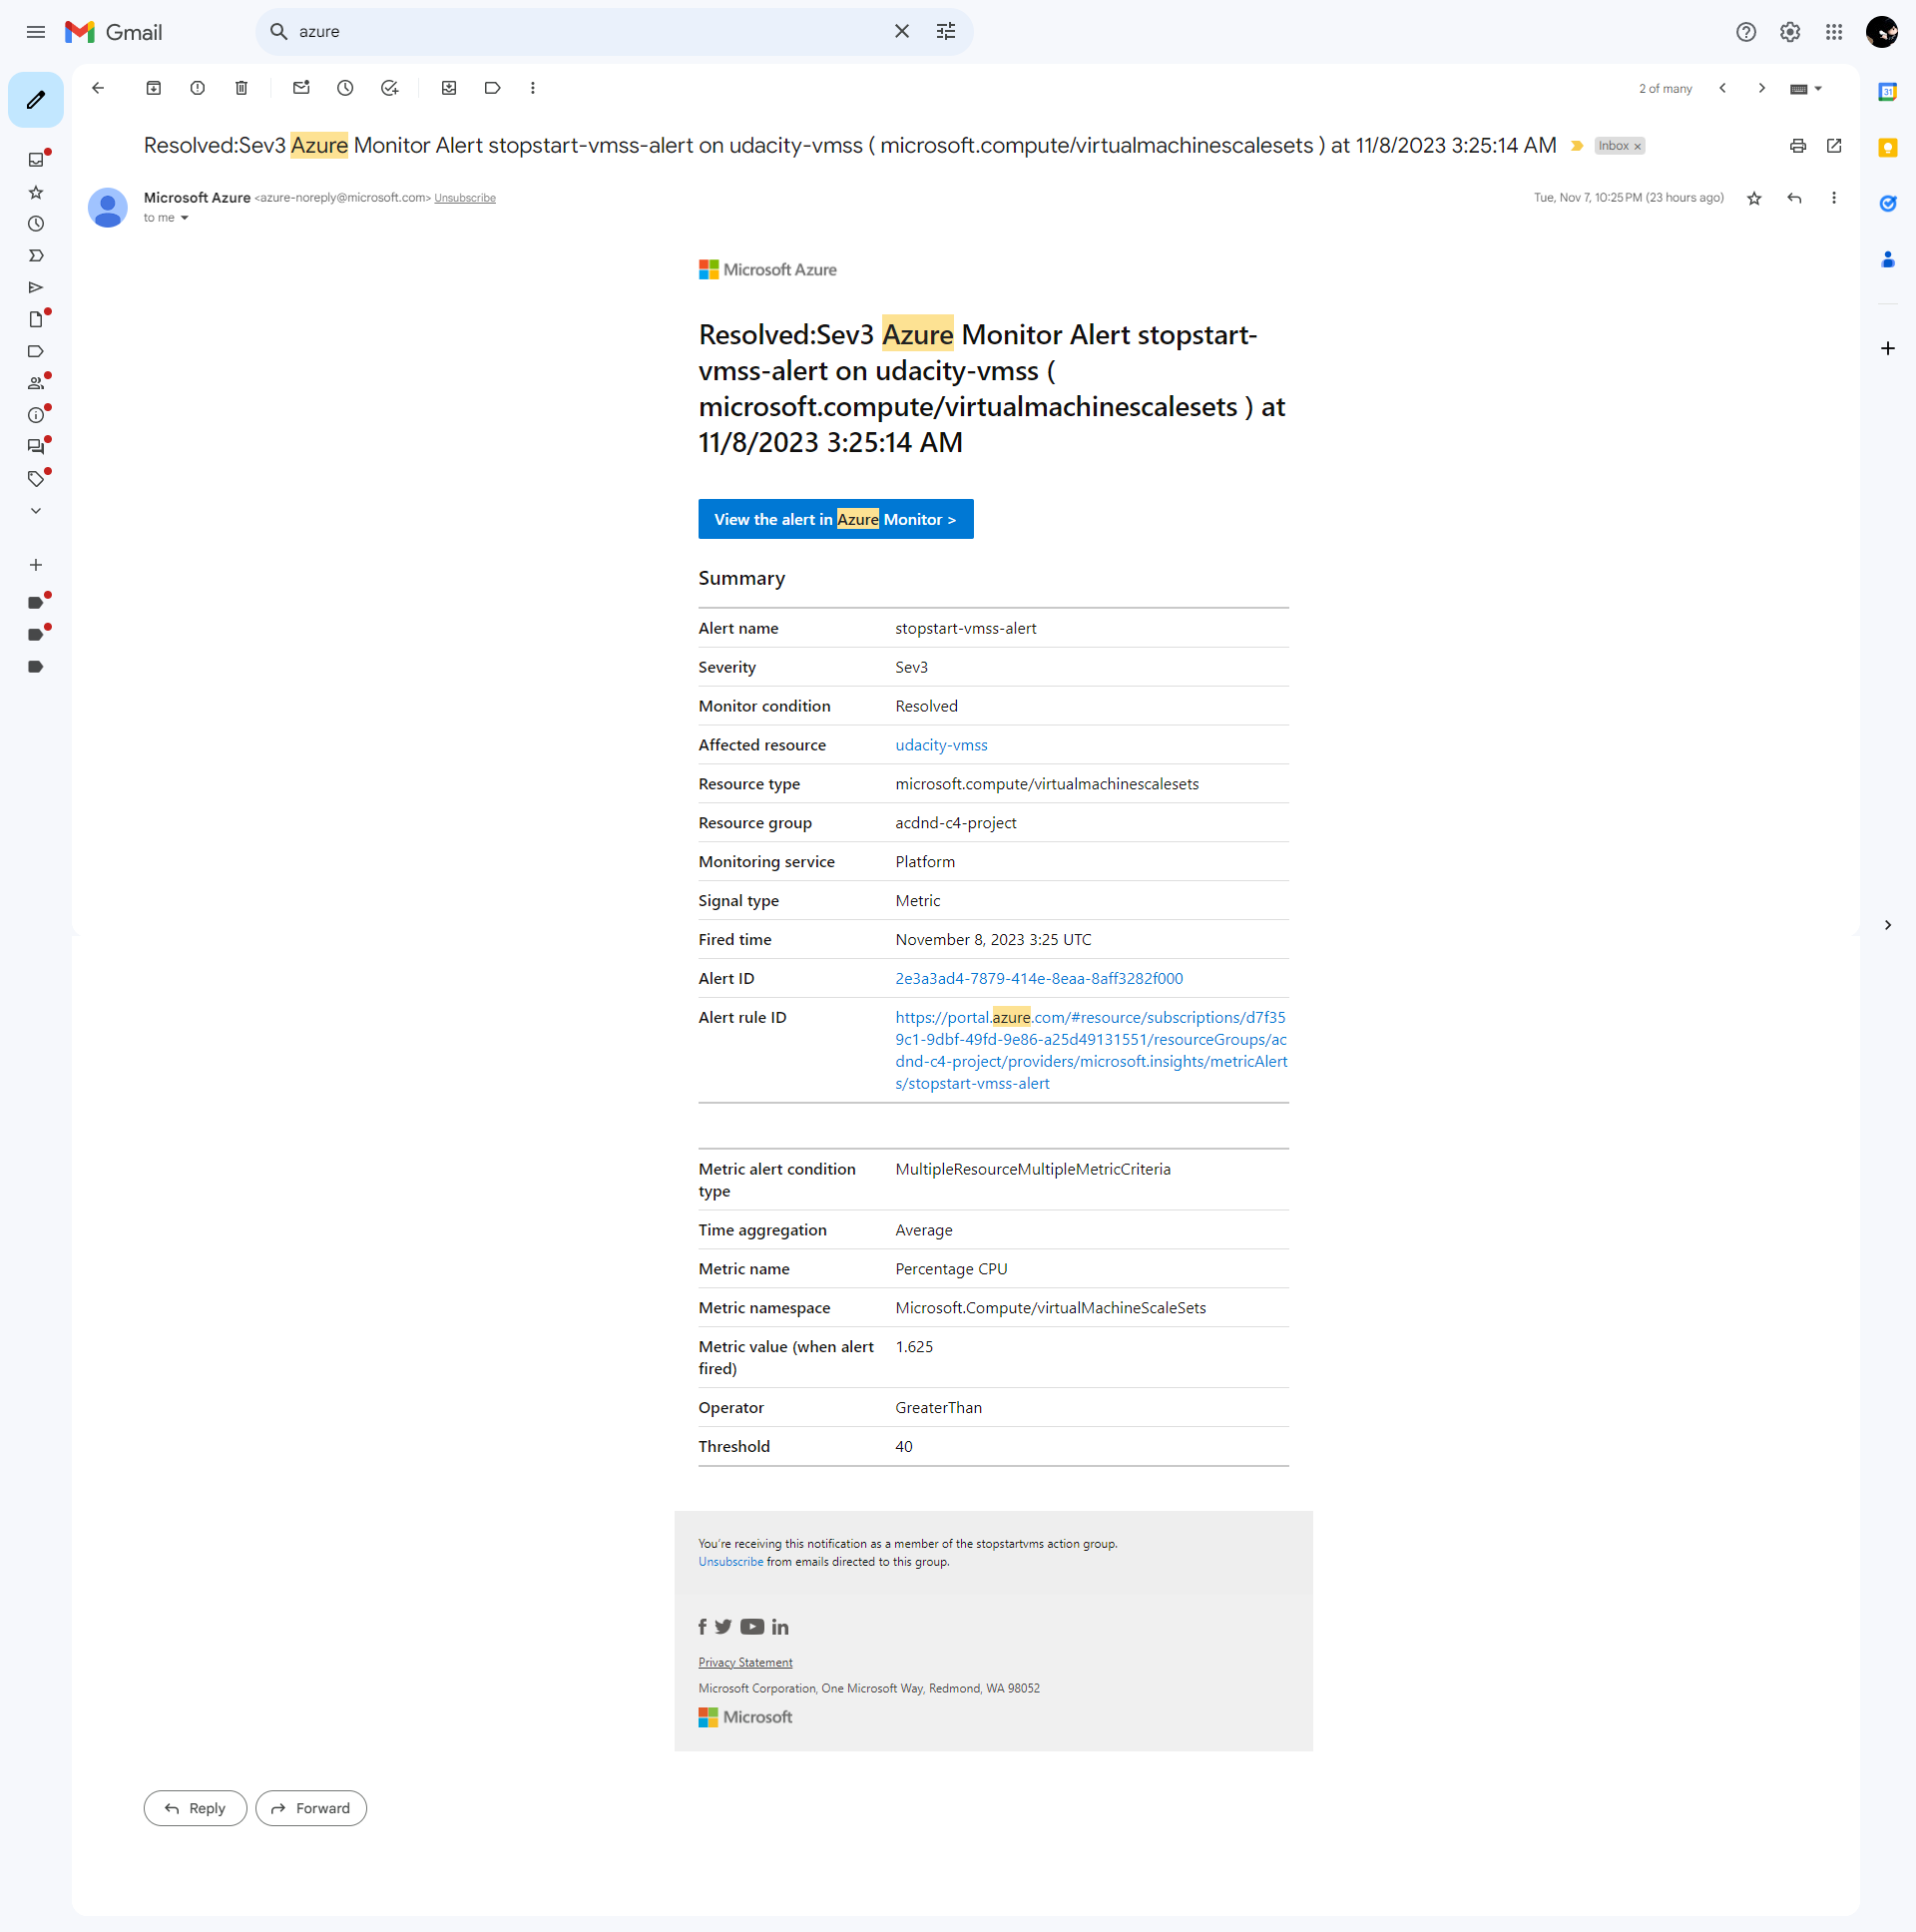 Gmail
azure
2 of many
Resolved:Sev3 Azure Monitor Alert stopstart-vmss-alert on udacity-vmss ( microsoft.compute/virtualmachinescalesets ) at 11/8/2023 3:25:14 AM
Inbox ×
Microsoft Azure <azure-noreply@microsoft.com> Unsubscribe
Tue, Nov 7, 10:25 PM (23 hours ago)
to me
31
Microsoft Azure
Resolved:Sev3 Azure Monitor Alert stopstart-
vmss-alert on udacity-vmss (
microsoft.compute/virtualmachinescalesets ) at
11/8/2023 3:25:14 AM
View the alert in Azure Monitor >
Summary
Alert name stopstart-vmss-alert
Severity Sev3
Monitor condition Resolved
Affected resource udacity-vmss
Resource type microsoft.compute/virtualmachinescalesets
Resource group acdnd-c4-project
Monitoring service Platform
Signal type Metric
Fired time November 8, 2023 3:25 UTC
Alert ID 2e3a3ad4-7879-414e-8eaa-8aff3282f000
Alert rule ID https://portal.azure.com/#resource/subscriptions/d7f35
9c1-9dbf-49fd-9e86-a25d49131551/resourceGroups/ac
dnd-c4-project/providers/microsoft.insights/metricAlert
s/stopstart-vmss-alert
Metric alert condition MultipleResourceMultipleMetricCriteria
type
Time aggregation Average
Metric name Percentage CPU
Metric namespace Microsoft.Compute/virtualMachineScaleSets
Metric value (when alert 1.625
fired)
Operator GreaterThan
Threshold 40
You're receiving this notification as a member of the stopstartvms action group.
Unsubscribe from emails directed to this group.
Privacy Statement
Microsoft Corporation, One Microsoft Way, Redmond, WA 98052
Microsoft
Reply Forward